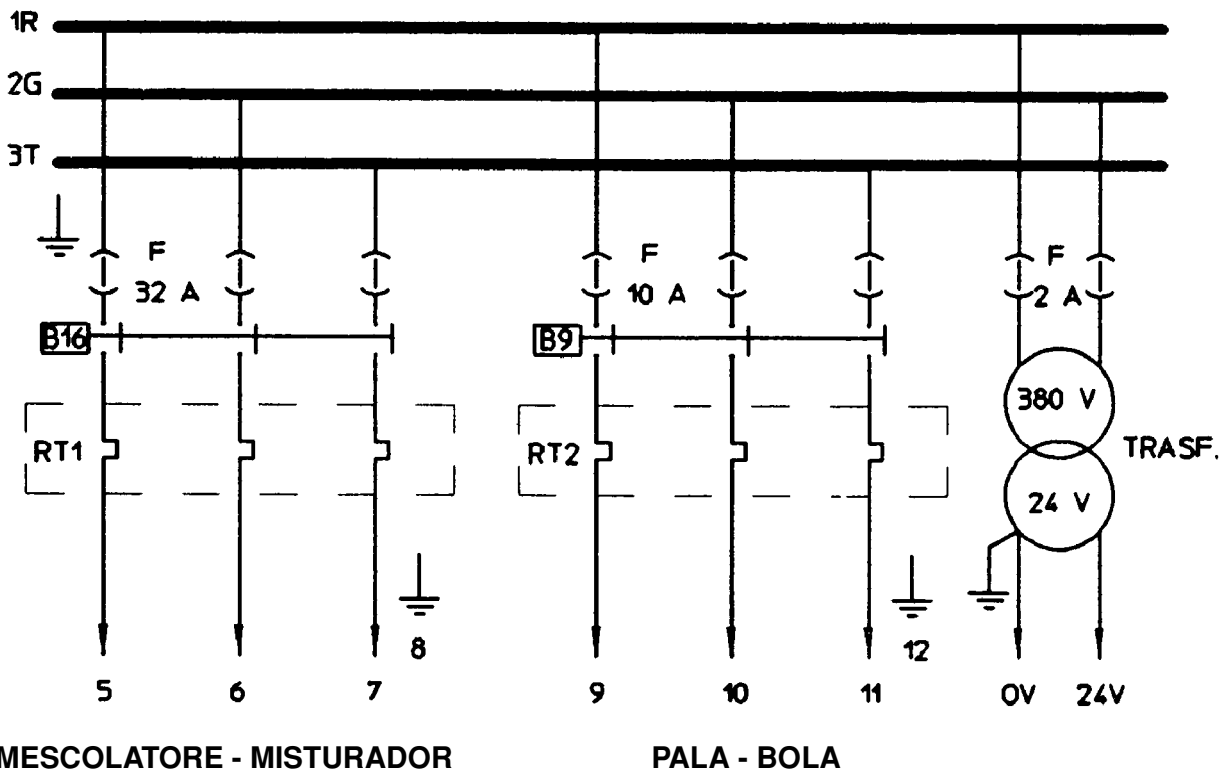 1R
2G
3T
F
32 A
F
10 A
F
2 A
B16
B9
380 V
RT1
RT2
TRASF.
24 V
8
12
5
6
7
9
10
11
0V
24V
MESCOLATORE - MISTURADOR
PALA - BOLA